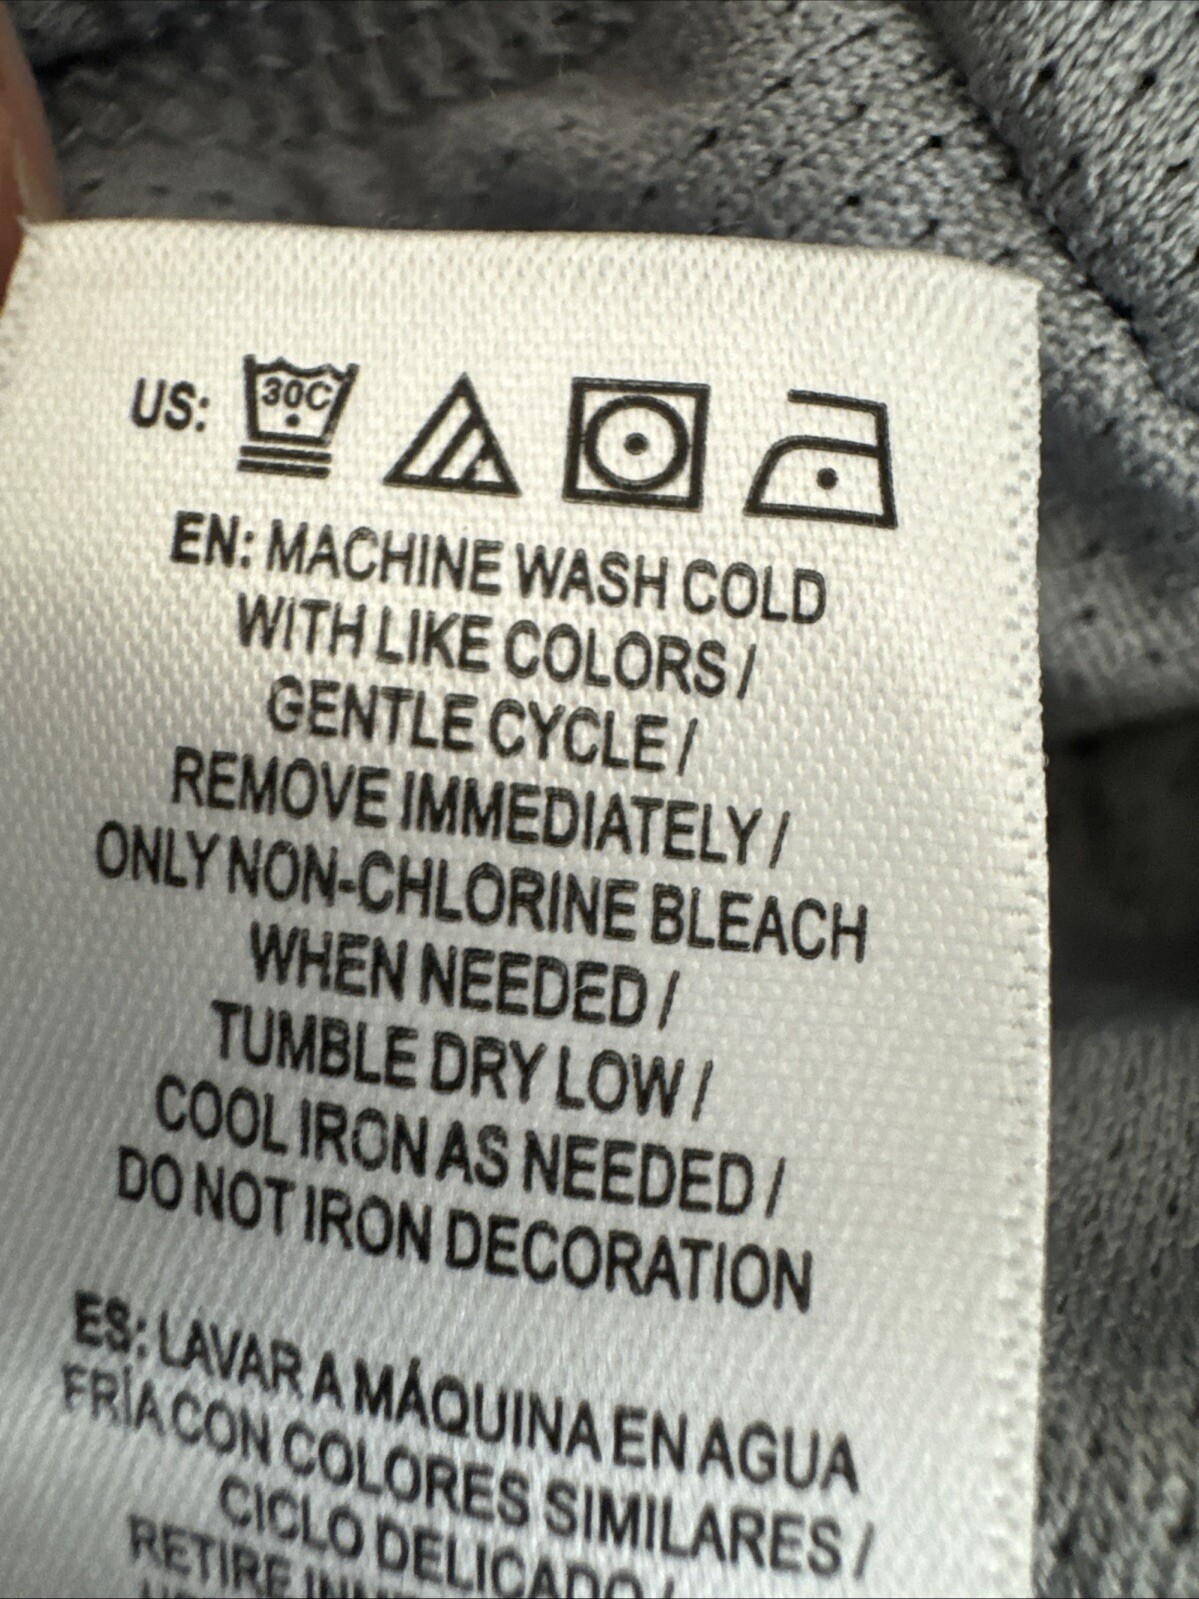 US: 30C
EN: MACHINE WASH COLD
WITH LIKE COLORS /
GENTLE CYCLE /
REMOVE IMMEDIATELY /
ONLY NON-CHLORINE BLEACH
WHEN NEEDED /
TUMBLE DRY LOW /
COOL IRON AS NEEDED /
DO NOT IRON DECORATION
ES: LAVAR A MÁQUINA EN AGUA
FRÍA CON COLORES SIMILARES /
CICLO DELICADO /
RETIRE